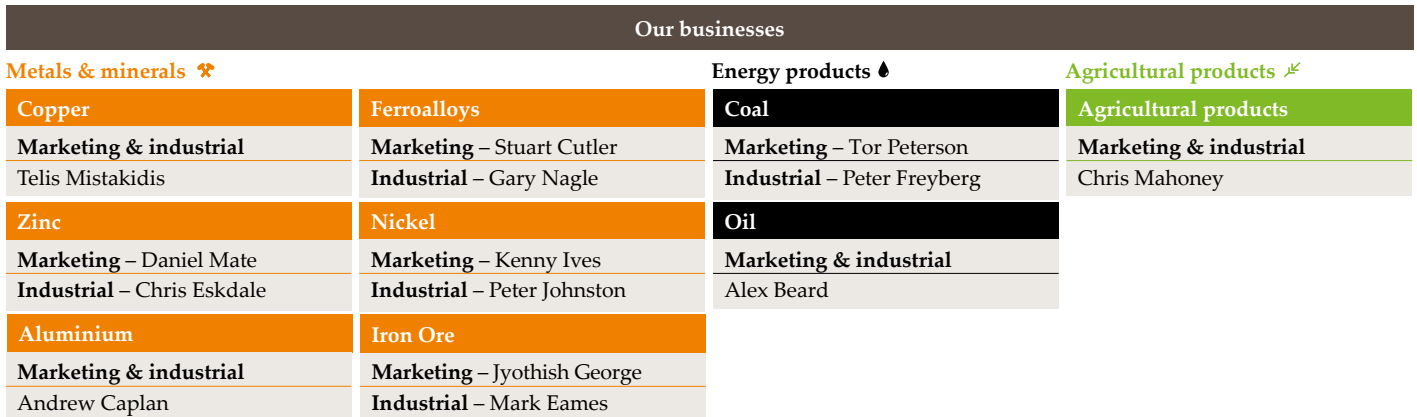 Our businesses
Metals & minerals
Copper
Marketing & industrial
Telis Mistakidis
Zinc
Marketing – Daniel Mate
Industrial – Chris Eskdale
Aluminium
Marketing & industrial
Andrew Caplan
Ferroalloys
Marketing – Stuart Cutler
Industrial – Gary Nagle
Nickel
Marketing – Kenny Ives
Industrial – Peter Johnston
Iron Ore
Marketing – Jyothish George
Industrial – Mark Eames
Energy products
Coal
Marketing – Tor Peterson
Industrial – Peter Freyberg
Oil
Marketing & industrial
Alex Beard
Agricultural products
Agricultural products
Marketing & industrial
Chris Mahoney